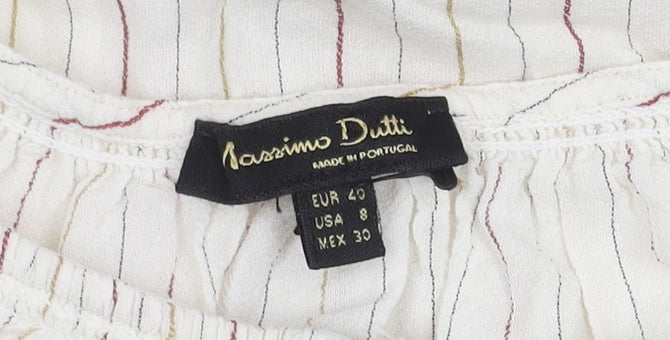 Massimo Dutti
MADE IN PORTUGAL
EUR 40
USA 8
MEX 30